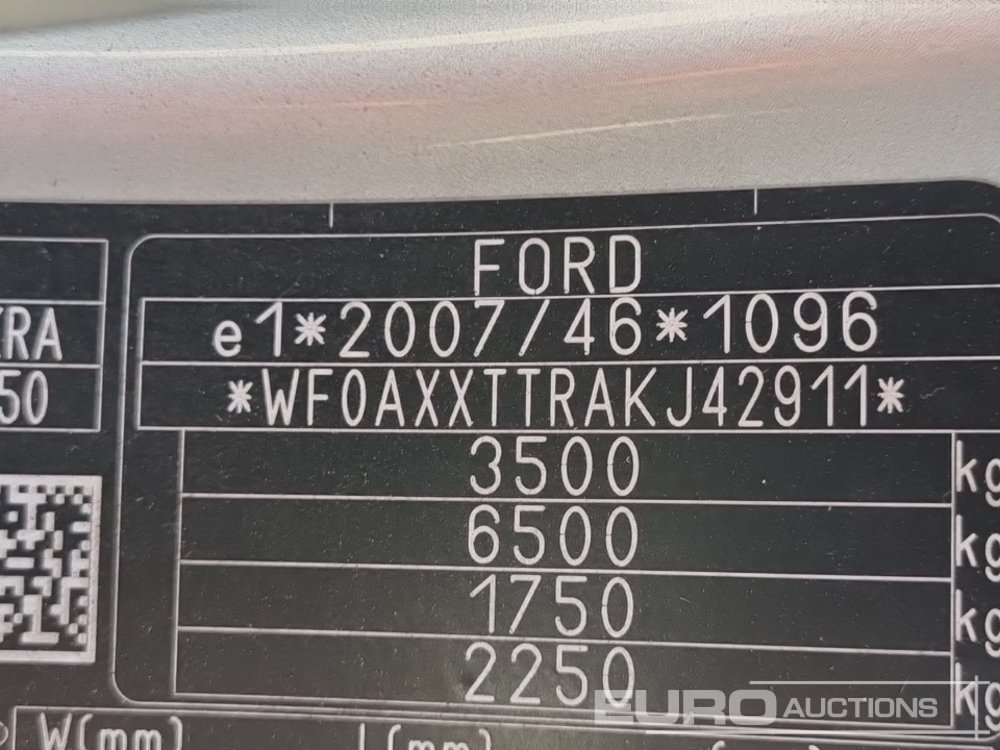 FORD
e1*2007/46*1096
RA
*WF0AXXTTRAKJ42911*
50
3500 kg
6500 kg
1750 kg
2250 kg
EURO AUCTIONS
W(mm)
(mm)